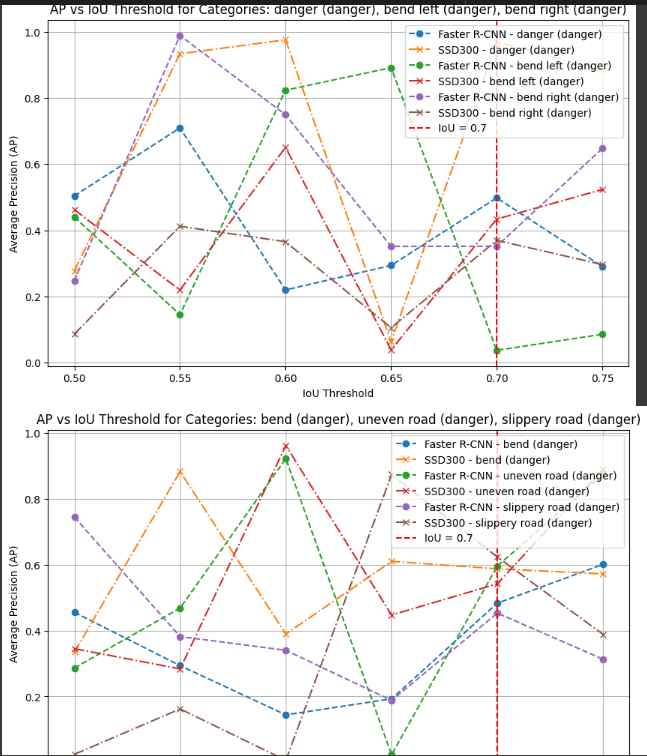 AP vs IoU Threshold for Categories: danger (danger), bend left (danger), bend right (danger)
Faster R-CNN - danger (danger)
SSD300 - danger (danger)
Faster R-CNN - bend left (danger)
SSD300 - bend left (danger)
Faster R-CNN - bend right (danger)
SSD300 - bend right (danger)
IoU = 0.7
Average Precision (AP)
1.0
0.8
0.6
0.4
0.2
0.0
0.50 0.55 0.60 0.65 0.70 0.75
IoU Threshold
AP vs IoU Threshold for Categories: bend (danger), uneven road (danger), slippery road (danger)
Faster R-CNN - bend (danger)
SSD300 - bend (danger)
Faster R-CNN - uneven road (danger)
SSD300 - uneven road (danger)
Faster R-CNN - slippery road (danger)
SSD300 - slippery road (danger)
IoU = 0.7
Average Precision (AP)
1.0
0.8
0.6
0.4
0.2